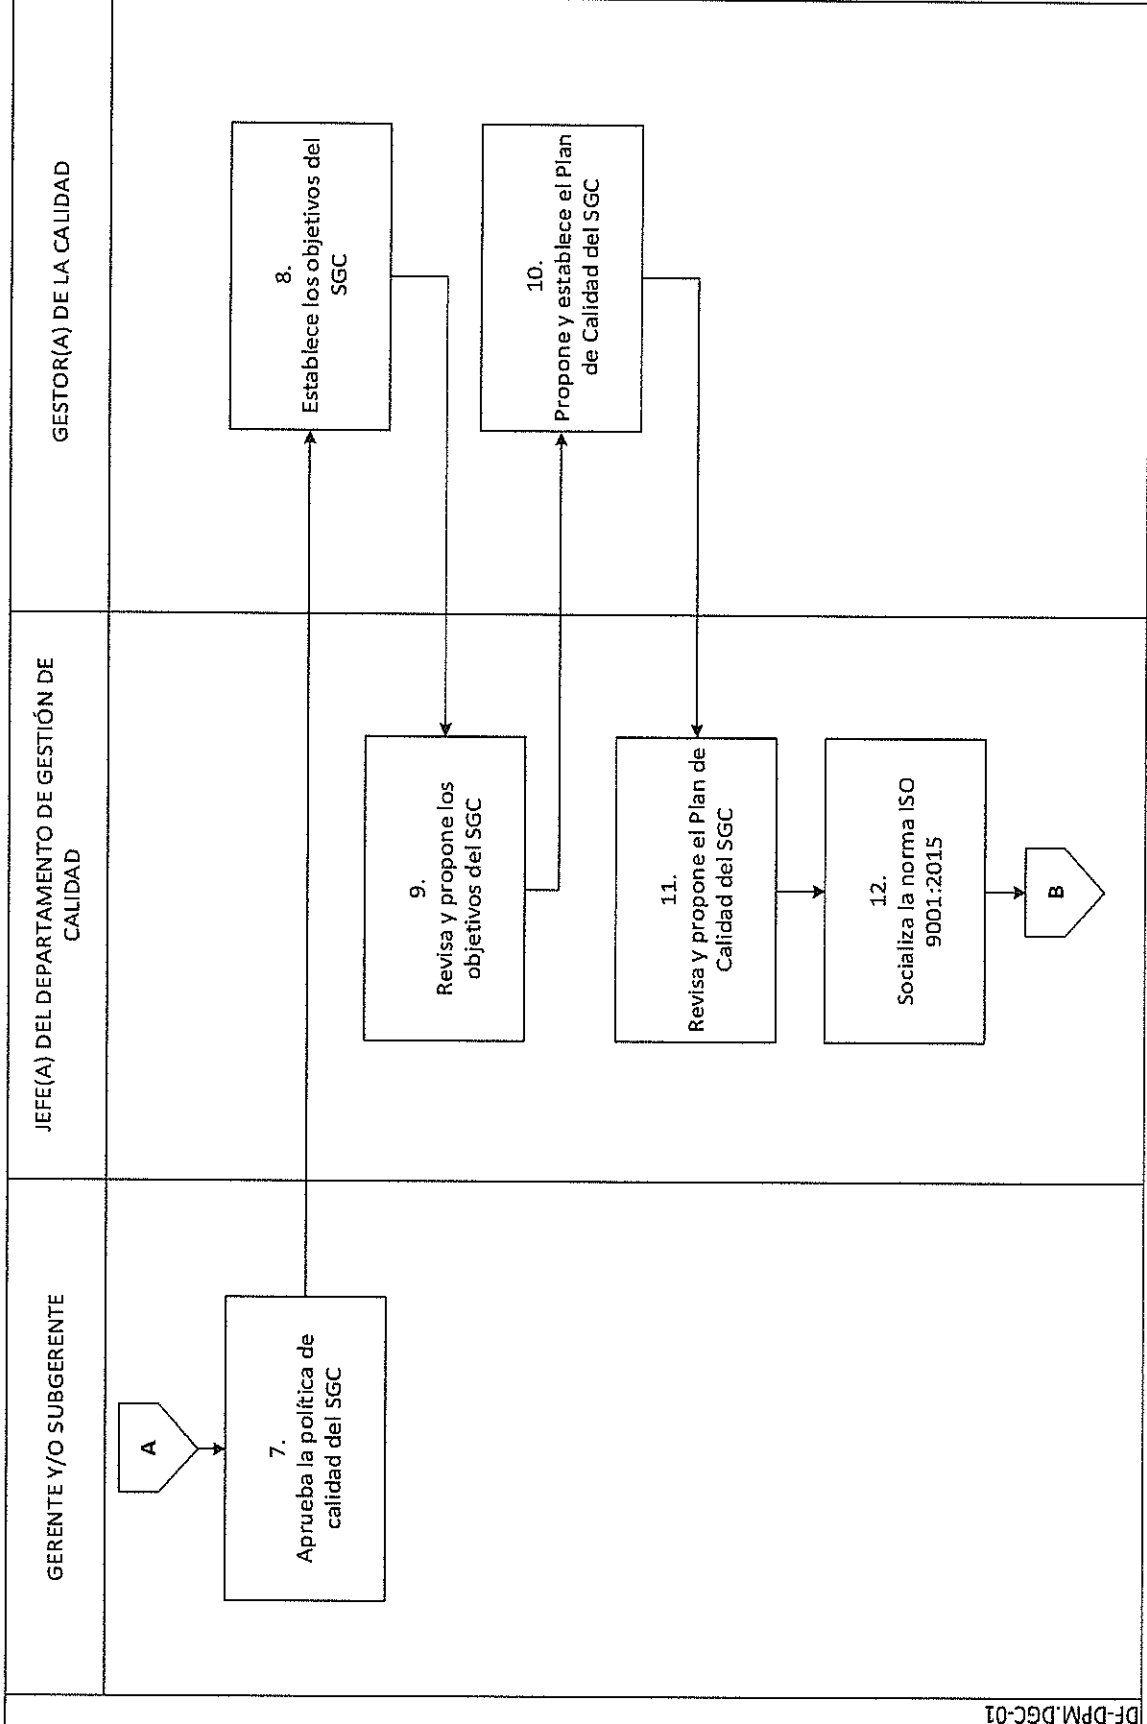 GERENTE Y/O SUBGERENTE
JEFE(A) DEL DEPARTAMENTO DE GESTIÓN DE
CALIDAD
GESTOR(A) DE LA CALIDAD
A
7.
Aprueba la política de
calidad del SGC
8.
Establece los objetivos del
SGC
9.
Revisa y propone los
objetivos del SGC
10.
Propone y establece el Plan
de Calidad del SGC
11.
Revisa y propone el Plan de
Calidad del SGC
12.
Socializa la norma ISO
9001:2015
B
DF-DPM.DGC-01